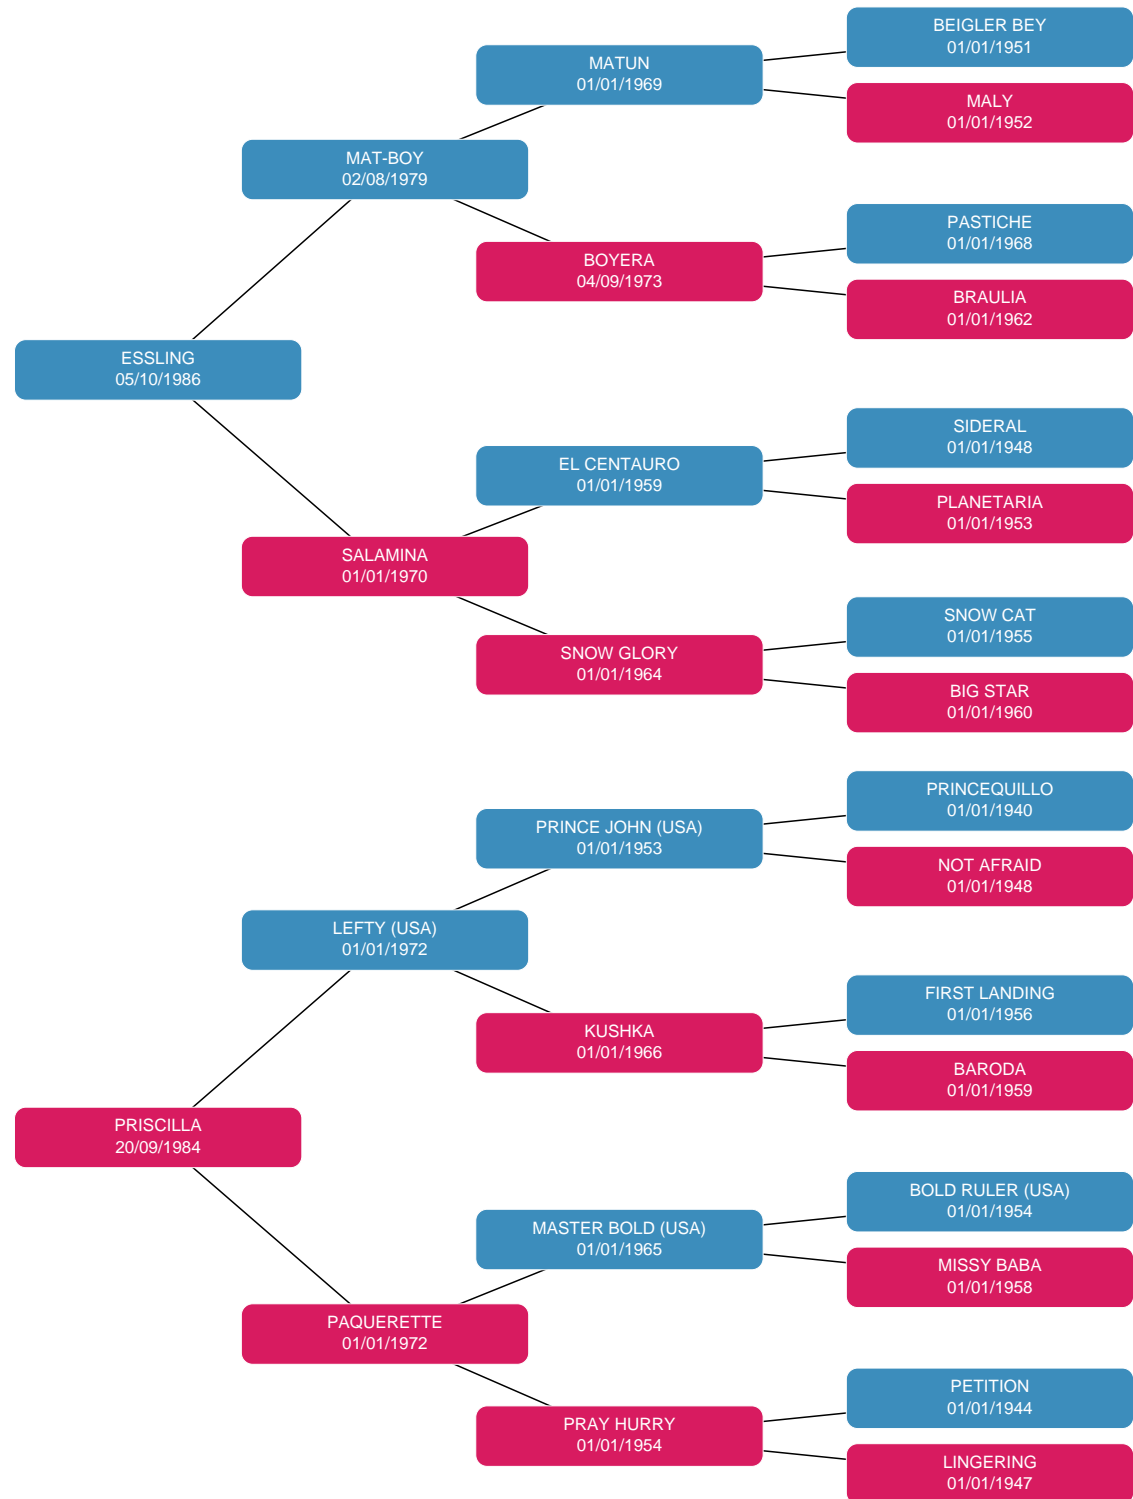 BEIGLER BEY
01/01/1951
MATUN
01/01/1969
MALY
01/01/1952
MAT-BOY
02/08/1979
PASTICHE
01/01/1968
BOYERA
04/09/1973
BRAULIA
01/01/1962
ESSLING
05/10/1986
SIDERAL
01/01/1948
EL CENTAURO
01/01/1959
PLANETARIA
01/01/1953
SALAMINA
01/01/1970
SNOW CAT
01/01/1955
SNOW GLORY
01/01/1964
BIG STAR
01/01/1960
PRINCEQUILLO
01/01/1940
PRINCE JOHN (USA)
01/01/1953
NOT AFRAID
01/01/1948
LEFTY (USA)
01/01/1972
FIRST LANDING
01/01/1956
KUSHKA
01/01/1966
BARODA
01/01/1959
PRISCILLA
20/09/1984
BOLD RULER (USA)
01/01/1954
MASTER BOLD (USA)
01/01/1965
MISSY BABA
01/01/1958
PAQUERETTE
01/01/1972
PETITION
01/01/1944
PRAY HURRY
01/01/1954
LINGERING
01/01/1947